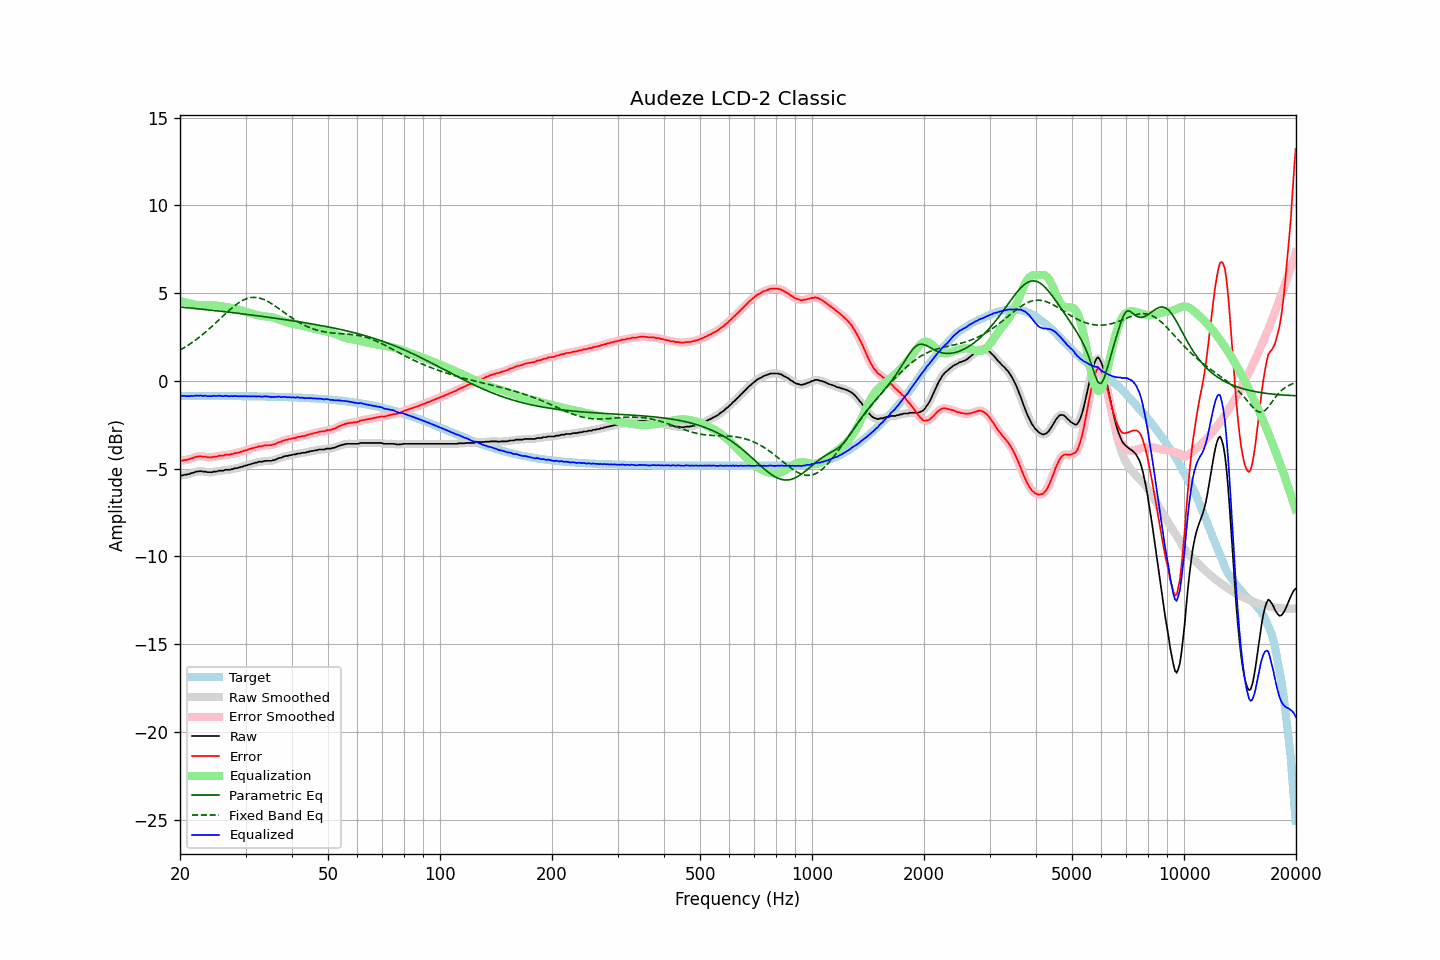 Audeze LCD-2 Classic
Amplitude (dBr)
15
10
5
0
−5
−10
−15
−20
−25
Target
Raw Smoothed
Error Smoothed
Raw
Error
Equalization
Parametric Eq
Fixed Band Eq
Equalized
20 50 100 200 500 1000 2000 5000 10000 20000
Frequency (Hz)